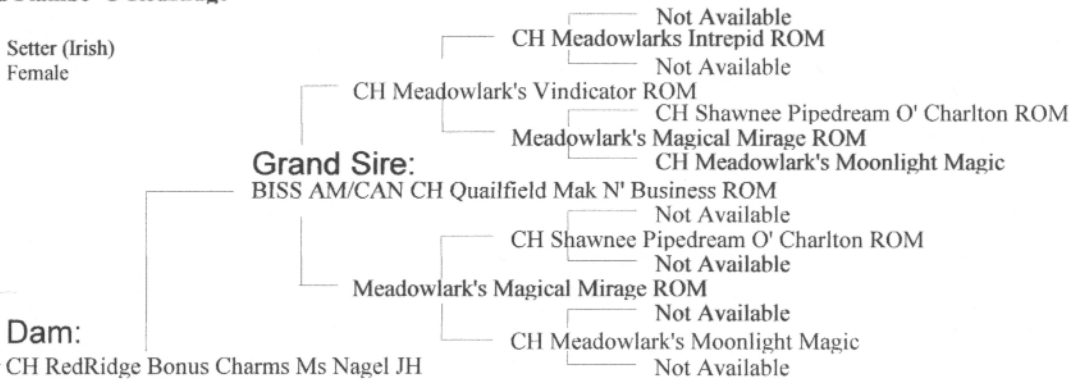 Setter (Irish)
Female
Not Available
CH Meadowlarks Intrepid ROM
Not Available
CH Meadowlark's Vindicator ROM
CH Shawnee Pipedream O' Charlton ROM
Meadowlark's Magical Mirage ROM
CH Meadowlark's Moonlight Magic
Grand Sire:
BISS AM/CAN CH Quailfield Mak N' Business ROM
Not Available
CH Shawnee Pipedream O' Charlton ROM
Not Available
Meadowlark's Magical Mirage ROM
Not Available
CH Meadowlark's Moonlight Magic
Not Available
Dam:
CH RedRidge Bonus Charms Ms Nagel JH